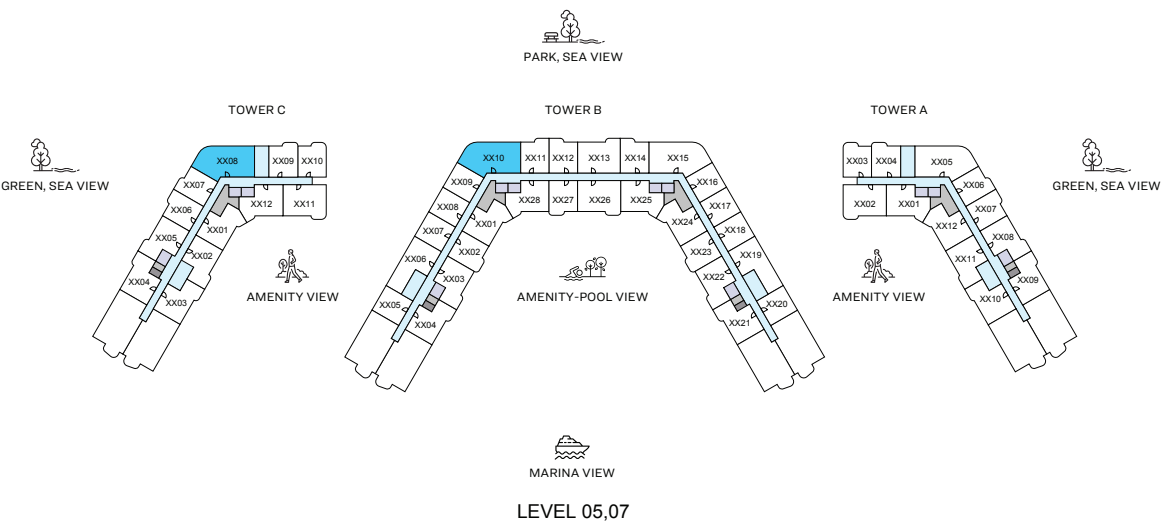 PARK, SEA VIEW
TOWER C
TOWER B
TOWER A
GREEN, SEA VIEW
GREEN, SEA VIEW
XX08
XX09
XX10
XX07
XX06
XX05
XX04
XX03
XX02
XX01
XX12
XX11
XX10
XX11
XX12
XX13
XX14
XX15
XX09
XX08
XX07
XX06
XX05
XX04
XX03
XX02
XX01
XX28
XX27
XX26
XX25
XX24
XX23
XX22
XX21
XX16
XX17
XX18
XX19
XX20
XX03
XX04
XX05
XX02
XX01
XX06
XX07
XX08
XX09
XX12
XX11
XX10
AMENITY VIEW
AMENITY-POOL VIEW
AMENITY VIEW
MARINA VIEW
LEVEL 05,07